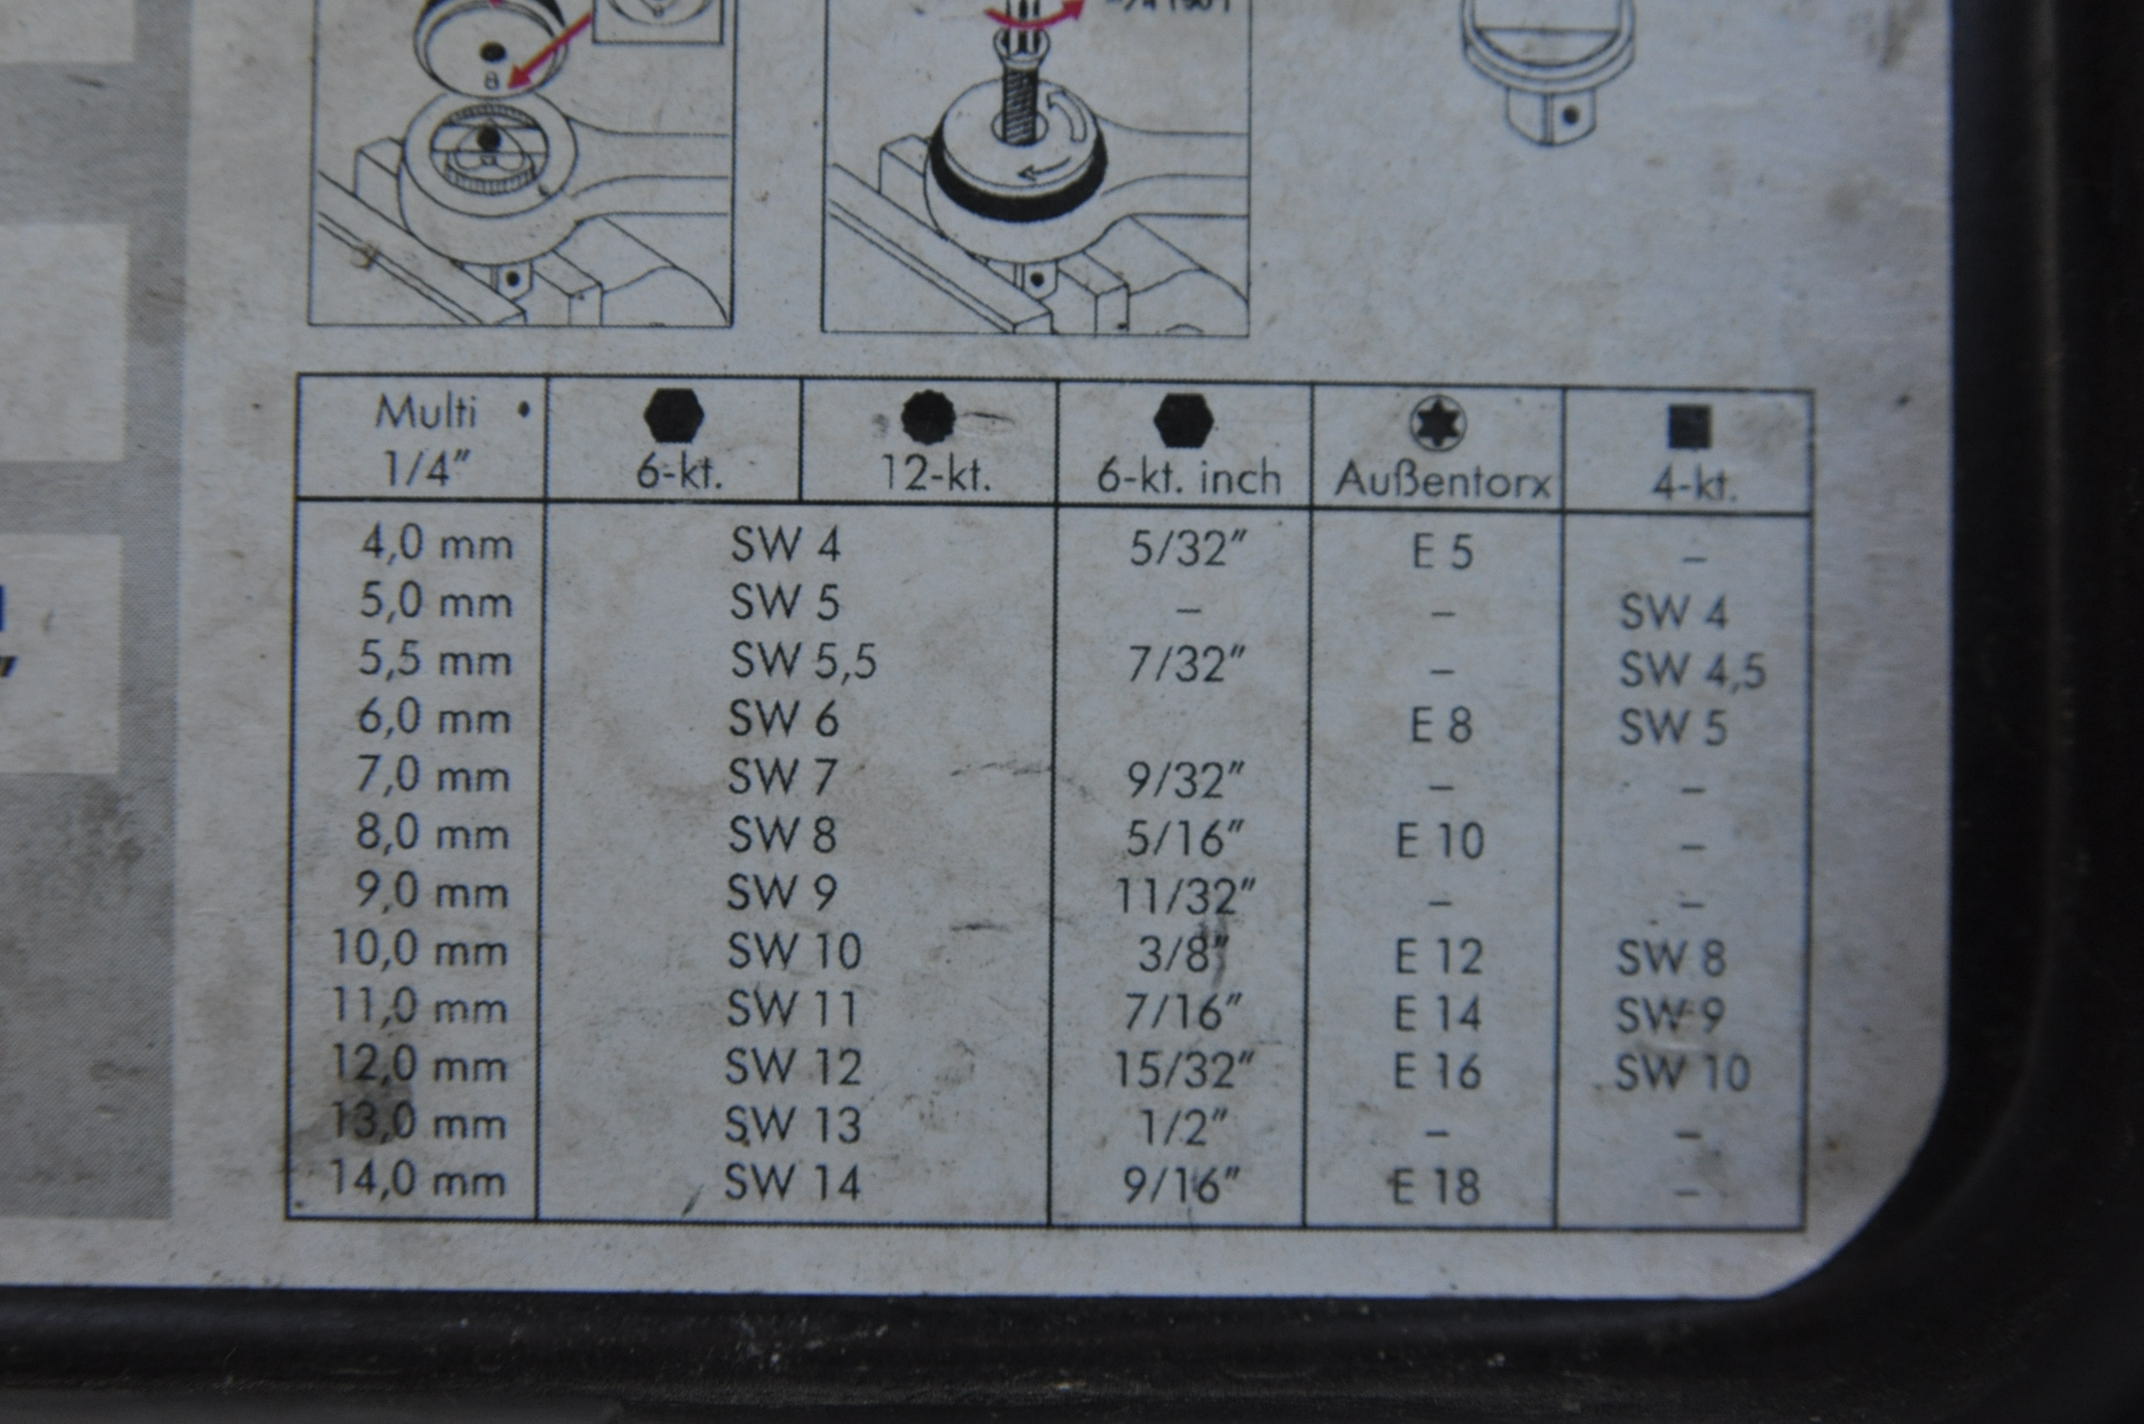 8
Multi 6-kt. 12-kt. 6-kt. inch Außentorx 4-kt.
1/4″
4,0 mm SW 4 5/32″ E 5 –
5,0 mm SW 5 – – SW 4
5,5 mm SW 5,5 7/32″ – SW 4,5
6,0 mm SW 6 E 8 SW 5
7,0 mm SW 7 9/32″ – –
8,0 mm SW 8 5/16″ E 10 –
9,0 mm SW 9 11/32″ – –
10,0 mm SW 10 3/8″ E 12 SW 8
11,0 mm SW 11 7/16″ E 14 SW 9
12,0 mm SW 12 15/32″ E 16 SW 10
13,0 mm SW 13 1/2″ – –
14,0 mm SW 14 9/16″ E 18 –